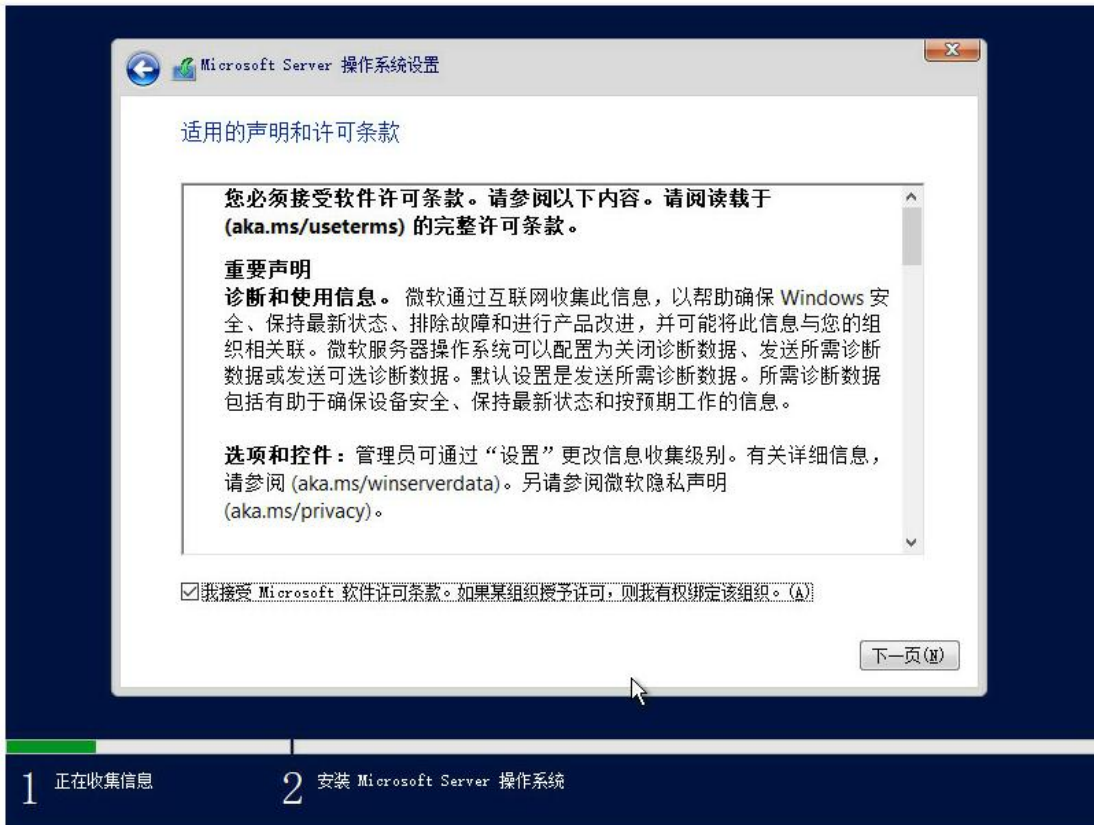 Microsoft Server 操作系统设置
适用的声明和许可条款
您必须接受软件许可条款。请参阅以下内容。请阅读载于
(aka.ms/useterms) 的完整许可条款。
重要声明
诊断和使用信息。 微软通过互联网收集此信息，以帮助确保 Windows 安
全、保持最新状态、排除故障和进行产品改进，并可能将此信息与您的组
织相关联。微软服务器操作系统可以配置为关闭诊断数据、发送所需诊断
数据或发送可选诊断数据。默认设置是发送所需诊断数据。所需诊断数据
包括有助于确保设备安全、保持最新状态和按预期工作的信息。
选项和控件：管理员可通过“设置”更改信息收集级别。有关详细信息，
请参阅 (aka.ms/winserverdata)。另请参阅微软隐私声明
(aka.ms/privacy)。
我接受 Microsoft 软件许可条款。如果某组织授予许可，则我有权绑定该组织。(A)
下一页(N)
1 正在收集信息
2 安装 Microsoft Server 操作系统